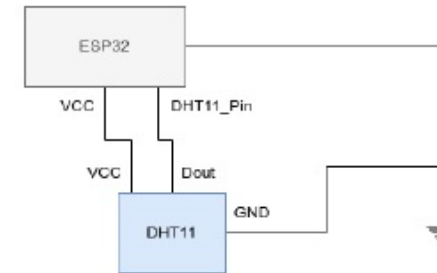 ESP32
VCC DHT11_Pin
VCC Dout
GND
DHT11